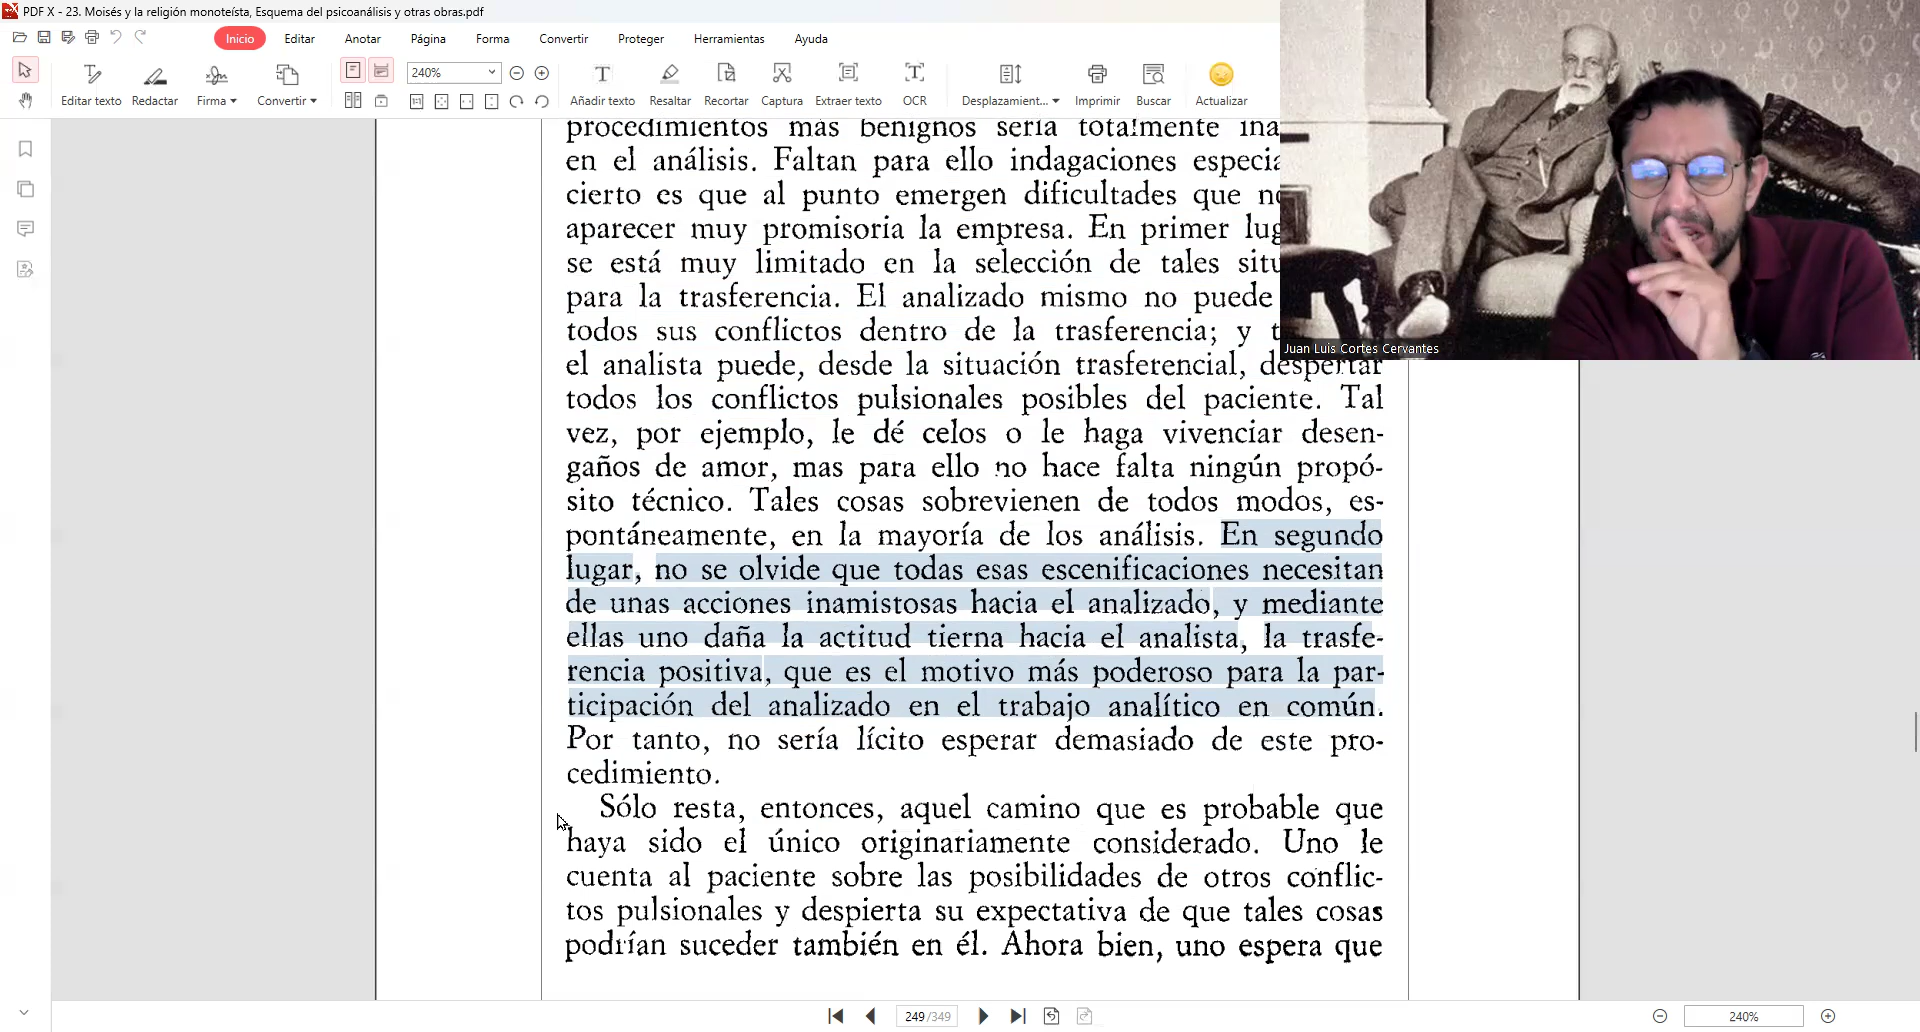 PDF X - 23. Moisés y la religión monoteísta, Esquema del psicoanálisis y otras obras.pdf
Inicio Editar Anotar Página Forma Convertir Proteger Herramientas Ayuda
240%
Editar texto Redactar Firma Convertir Añadir texto Resaltar Recortar Captura Extraer texto OCR Desplazamient... Imprimir Buscar Actualizar
procedimientos más benignos sería totalmente ina
en el análisis. Faltan para ello indagaciones especia
cierto es que al punto emergen dificultades que n
aparecer muy promisoria la empresa. En primer lug
se está muy limitado en la selección de tales situ
para la trasferencia. El analizado mismo no puede
todos sus conflictos dentro de la trasferencia; y t
el analista puede, desde la situación trasferencial, despertar
todos los conflictos pulsionales posibles del paciente. Tal
vez, por ejemplo, le dé celos o le haga vivenciar desen-
gaños de amor, mas para ello no hace falta ningún propó-
sito técnico. Tales cosas sobrevienen de todos modos, es-
pontáneamente, en la mayoría de los análisis. En segundo
lugar, no se olvide que todas esas escenificaciones necesitan
de unas acciones inamistosas hacia el analizado, y mediante
ellas uno daña la actitud tierna hacia el analista, la trasfe-
rencia positiva, que es el motivo más poderoso para la par-
ticipación del analizado en el trabajo analítico en común.
Por tanto, no sería lícito esperar demasiado de este pro-
cedimiento.
Sólo resta, entonces, aquel camino que es probable que
haya sido el único originariamente considerado. Uno le
cuenta al paciente sobre las posibilidades de otros conflic-
tos pulsionales y despierta su expectativa de que tales cosas
podrían suceder también en él. Ahora bien, uno espera que
Juan Luis Cortes Cervantes
249/349
240%